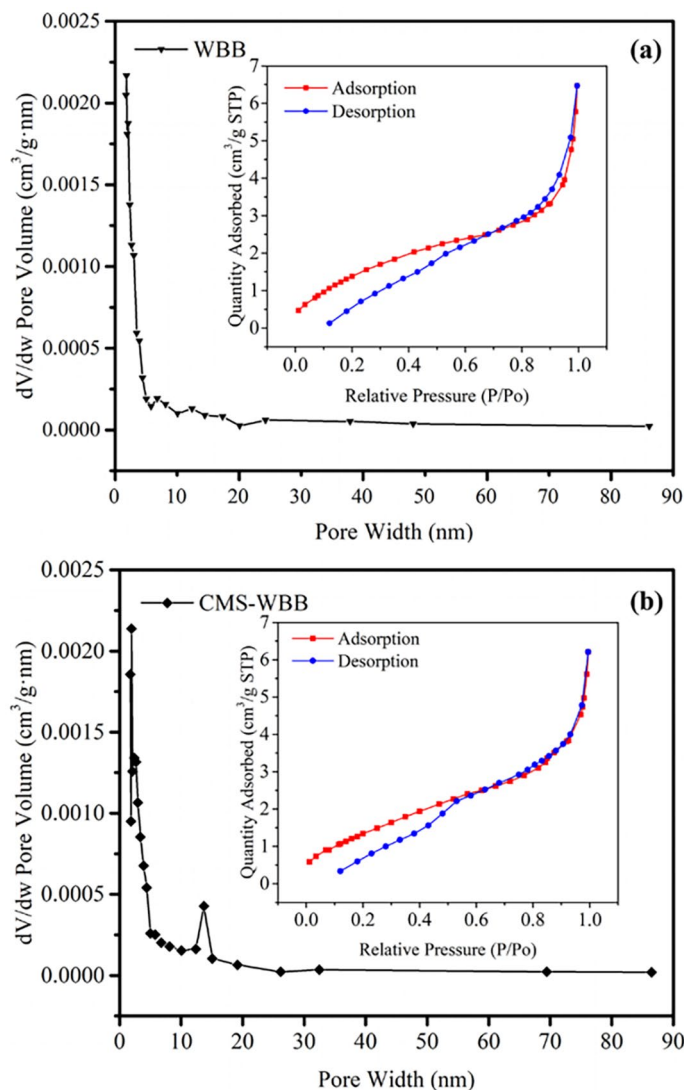 WBB
(a)
0.0025
0.0020
0.0015
0.0010
0.0005
0.0000
dV/dw Pore Volume (cm³/g·nm)
0 10 20 30 40 50 60 70 80 90
Pore Width (nm)
Adsorption
Desorption
7
6
5
4
3
2
1
0
Quantity Adsorbed (cm³/g STP)
0.0 0.2 0.4 0.6 0.8 1.0
Relative Pressure (P/Po)
CMS-WBB
(b)
0.0025
0.0020
0.0015
0.0010
0.0005
0.0000
dV/dw Pore Volume (cm³/g·nm)
0 10 20 30 40 50 60 70 80 90
Pore Width (nm)
Adsorption
Desorption
7
6
5
4
3
2
1
0
Quantity Adsorbed (cm³/g STP)
0.0 0.2 0.4 0.6 0.8 1.0
Relative Pressure (P/Po)